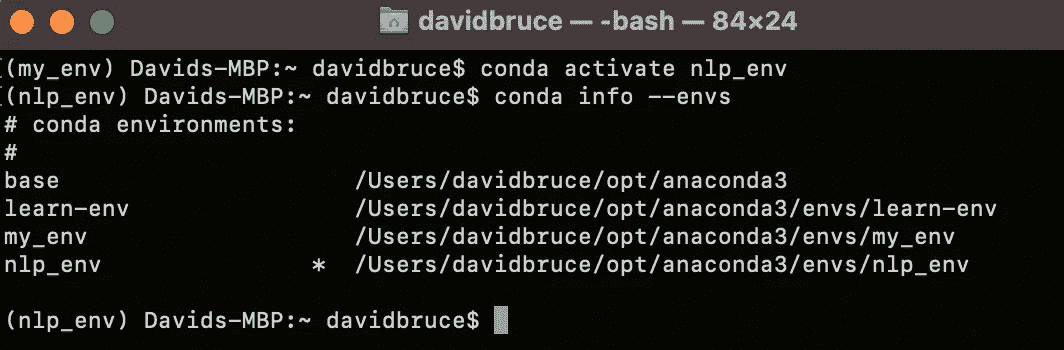 davidbruce — -bash — 84×24
(my_env) Davids-MBP:~ davidbruce$ conda activate nlp_env
(nlp_env) Davids-MBP:~ davidbruce$ conda info --envs
# conda environments:
#
base                     /Users/davidbruce/opt/anaconda3
learn-env                /Users/davidbruce/opt/anaconda3/envs/learn-env
my_env                   /Users/davidbruce/opt/anaconda3/envs/my_env
nlp_env               *  /Users/davidbruce/opt/anaconda3/envs/nlp_env
(nlp_env) Davids-MBP:~ davidbruce$